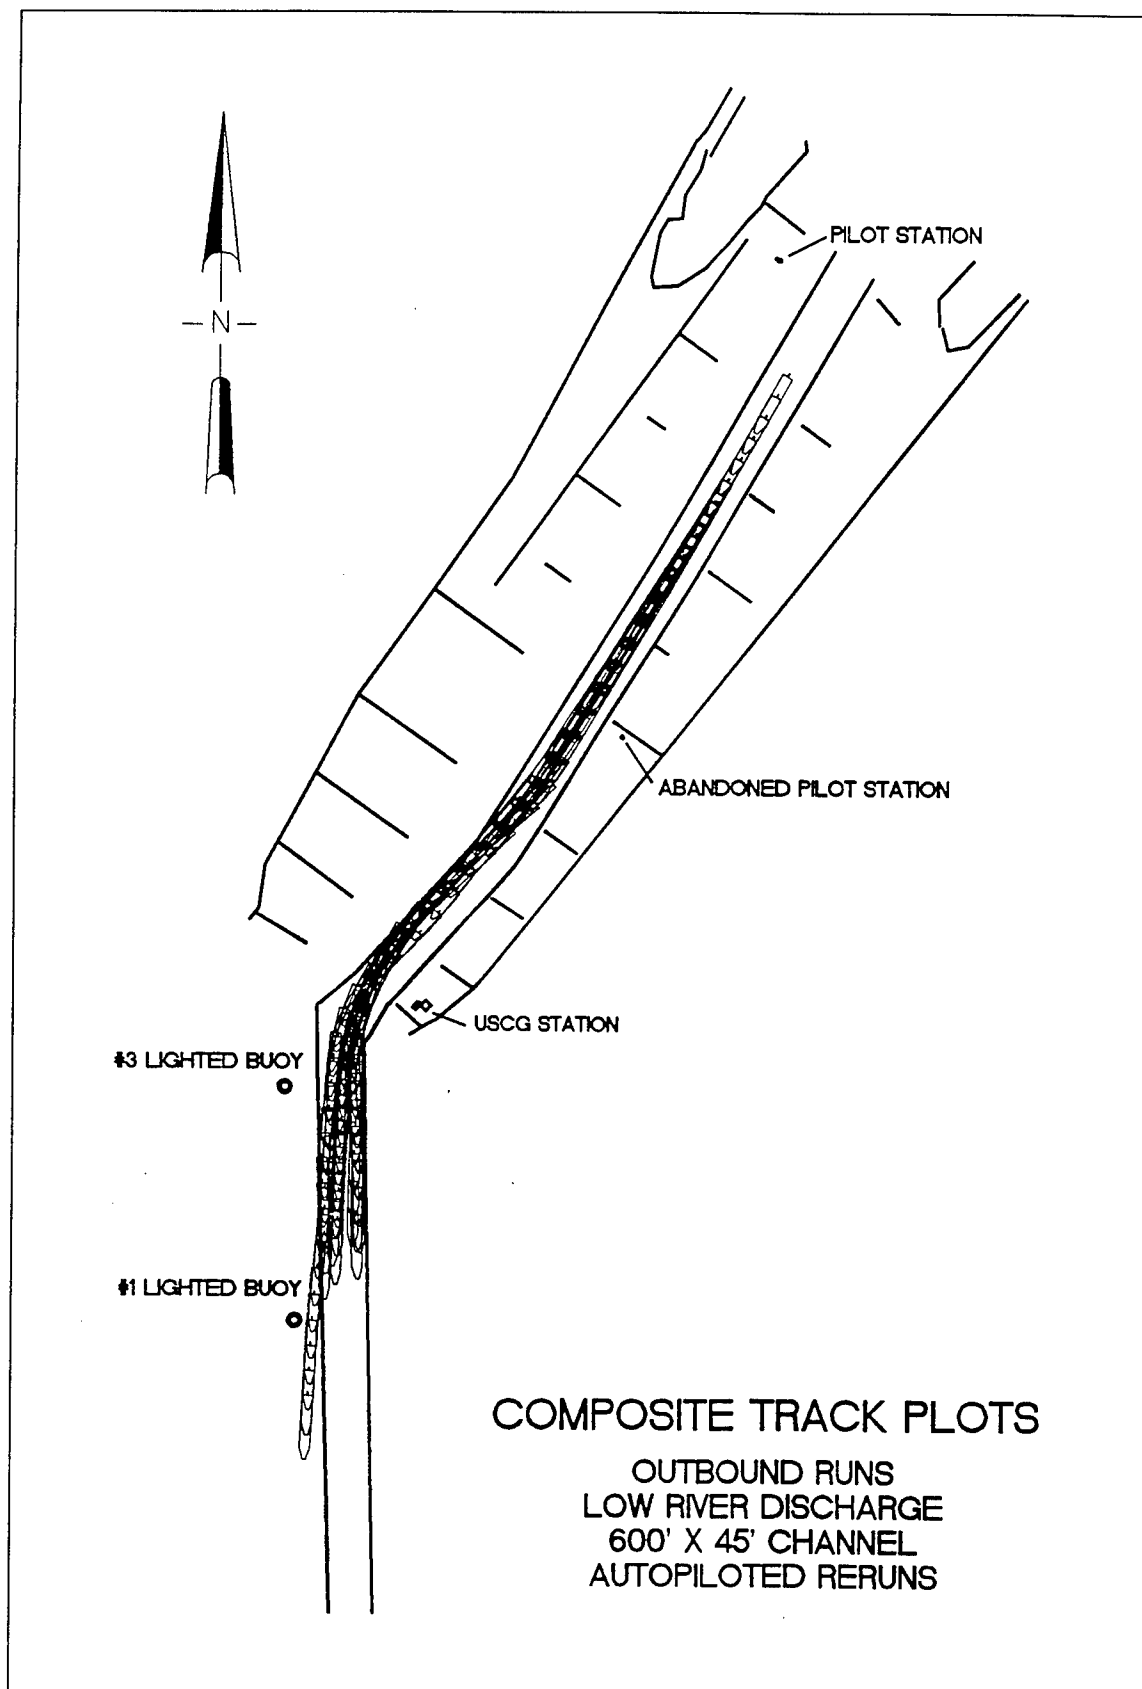 PILOT STATION
- N -
ABANDONED PILOT STATION
USCG STATION
#3 LIGHTED BUOY
#1 LIGHTED BUOY
COMPOSITE TRACK PLOTS
OUTBOUND RUNS
LOW RIVER DISCHARGE
600' X 45' CHANNEL
AUTOPILOTED RERUNS